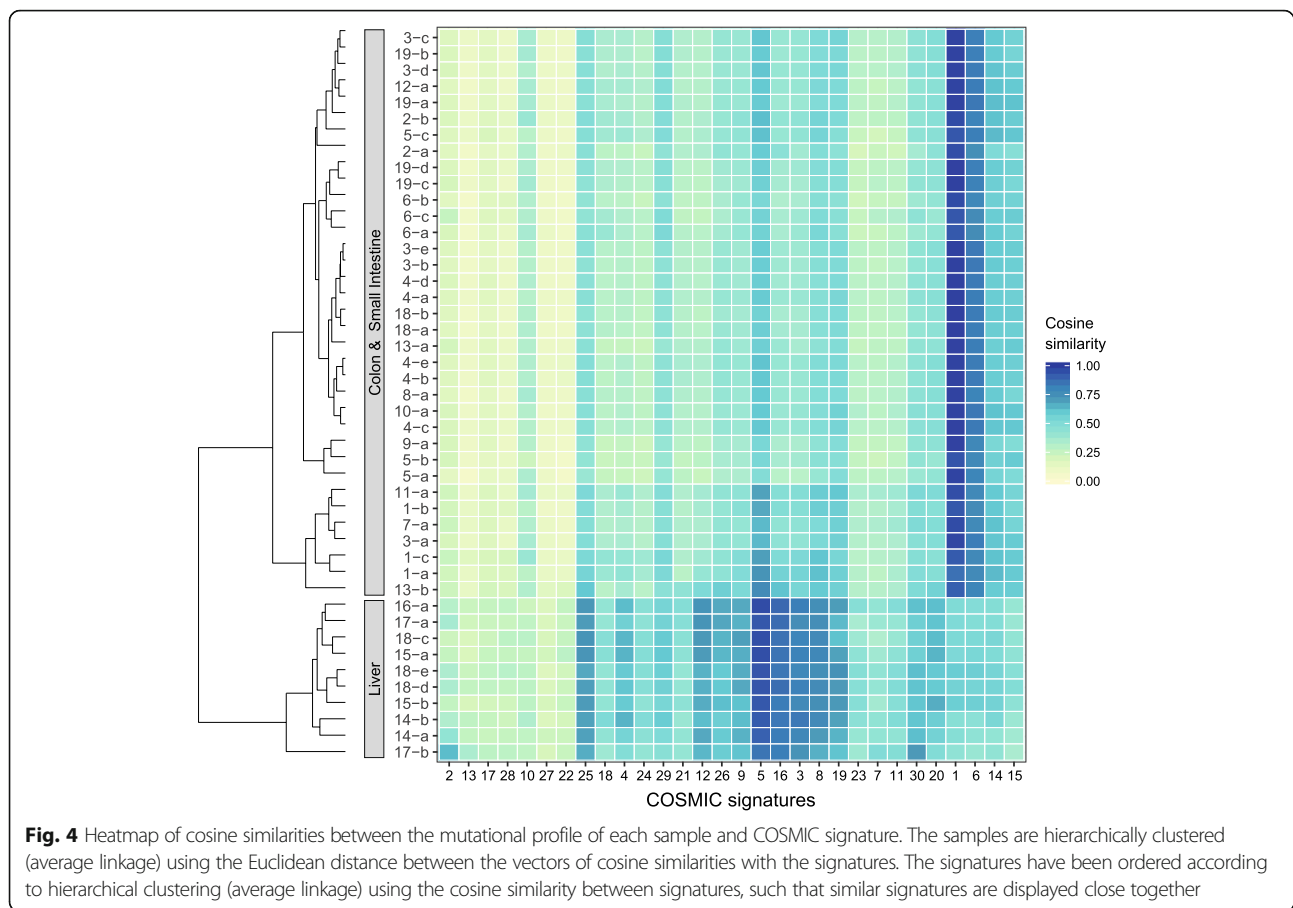 3−c
19−b
3−d
12−a
19−a
2−b
5−c
2−a
19−d
19−c
6−b
6−c
6−a
3−e
3−b
4−d
4−a
18−b
18−a
13−a
4−e
4−b
8−a
10−a
4−c
9−a
5−b
5−a
11−a
1−b
7−a
3−a
1−c
1−a
13−b
16−a
17−a
18−c
15−a
18−e
18−d
15−b
14−b
14−a
17−b
Colon & Small Intestine
Liver
2 13 17 28 10 27 22 25 18 4 24 29 21 12 26 9 5 16 3 8 19 23 7 11 30 20 1 6 14 15
COSMIC signatures
Cosine
similarity
1.00
0.75
0.50
0.25
0.00
Fig. 4 Heatmap of cosine similarities between the mutational profile of each sample and COSMIC signature. The samples are hierarchically clustered
(average linkage) using the Euclidean distance between the vectors of cosine similarities with the signatures. The signatures have been ordered according
to hierarchical clustering (average linkage) using the cosine similarity between signatures, such that similar signatures are displayed close together